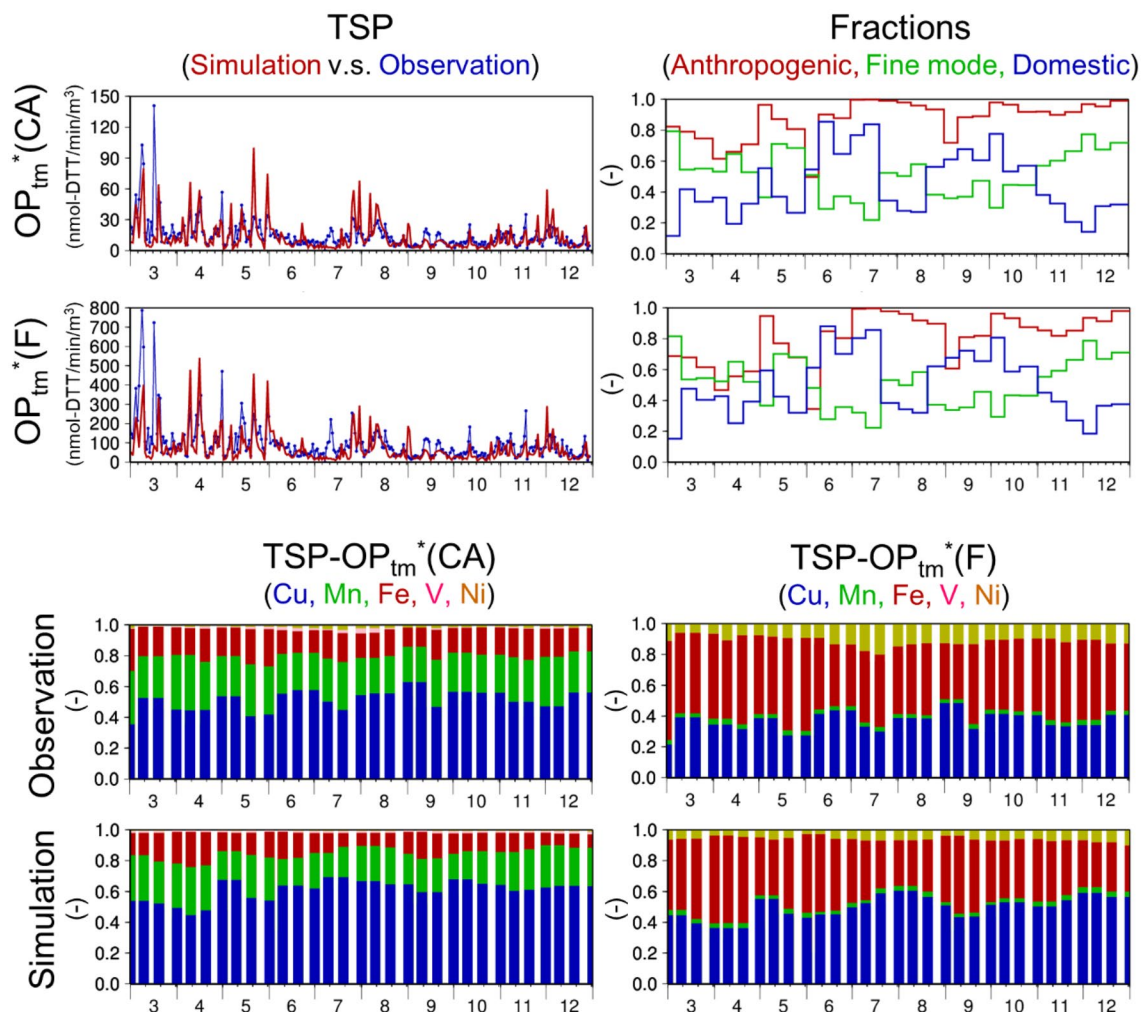 TSP
(Simulation v.s. Observation)
Fractions
(Anthropogenic, Fine mode, Domestic)
OPtm*(CA)
(nmol-DTT/min/m³)
150
120
90
60
30
0
3 4 5 6 7 8 9 10 11 12
(-)
1.0
0.8
0.6
0.4
0.2
0.0
3 4 5 6 7 8 9 10 11 12
OPtm*(F)
(nmol-DTT/min/m³)
800
700
600
500
400
300
200
100
0
3 4 5 6 7 8 9 10 11 12
(-)
1.0
0.8
0.6
0.4
0.2
0.0
3 4 5 6 7 8 9 10 11 12
TSP-OPtm*(CA)
(Cu, Mn, Fe, V, Ni)
TSP-OPtm*(F)
(Cu, Mn, Fe, V, Ni)
Observation
(-)
1.0
0.8
0.6
0.4
0.2
0.0
3 4 5 6 7 8 9 10 11 12
(-)
1.0
0.8
0.6
0.4
0.2
0.0
3 4 5 6 7 8 9 10 11 12
Simulation
(-)
1.0
0.8
0.6
0.4
0.2
0.0
3 4 5 6 7 8 9 10 11 12
(-)
1.0
0.8
0.6
0.4
0.2
0.0
3 4 5 6 7 8 9 10 11 12